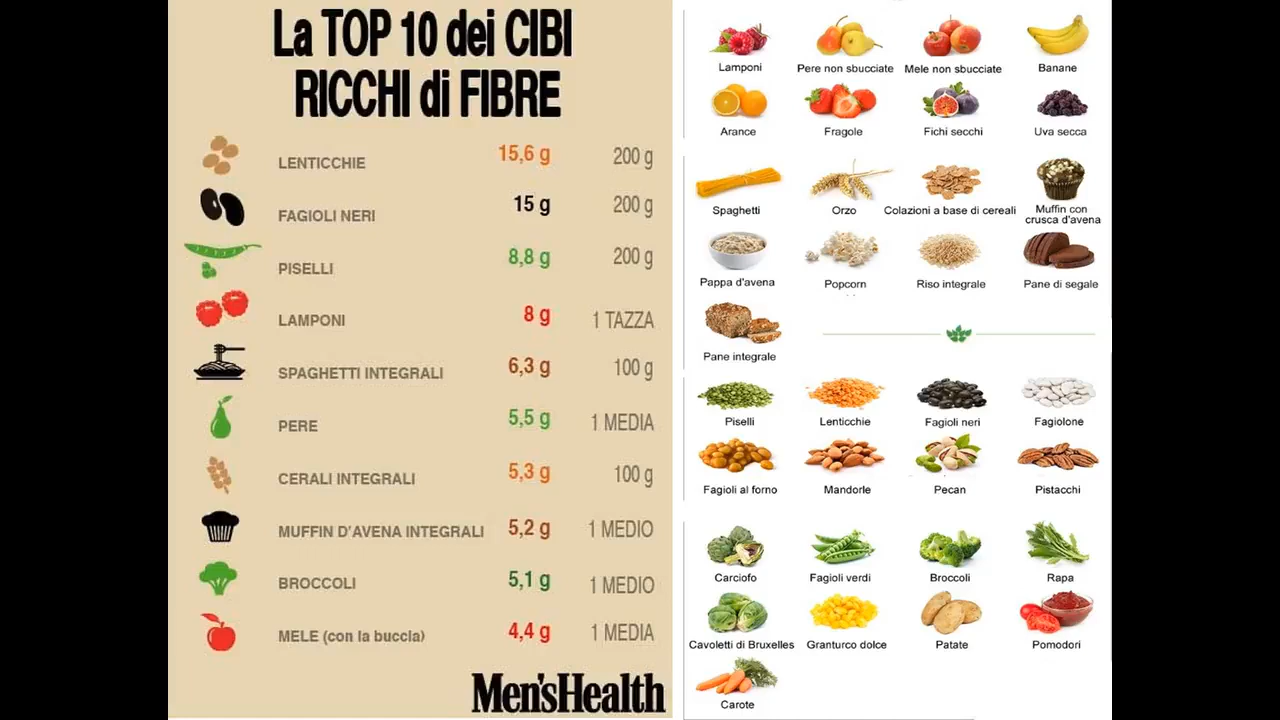 La TOP 10 dei CIBI
RICCHI di FIBRE
LENTICCHIE 15,6 g 200 g
FAGIOLI NERI 15 g 200 g
PISELLI 8,8 g 200 g
LAMPONI 8 g 1 TAZZA
SPAGHETTI INTEGRALI 6,3 g 100 g
PERE 5,5 g 1 MEDIA
CERALI INTEGRALI 5,3 g 100 g
MUFFIN D'AVENA INTEGRALI 5,2 g 1 MEDIO
BROCCOLI 5,1 g 1 MEDIO
MELE (con la buccia) 4,4 g 1 MEDIA
Men'sHealth
Lamponi Pere non sbucciate Mele non sbucciate Banane
Arance Fragole Fichi secchi Uva secca
Spaghetti Orzo Colazioni a base di cereali Muffin con
crusca d'avena
Pappa d'avena Popcorn Riso integrale Pane di segale
Pane integrale
Piselli Lenticchie Fagioli neri Fagiolone
Fagioli al forno Mandorle Pecan Pistacchi
Carciofo Fagioli verdi Broccoli Rapa
Cavoletti di Bruxelles Granturco dolce Patate Pomodori
Carote